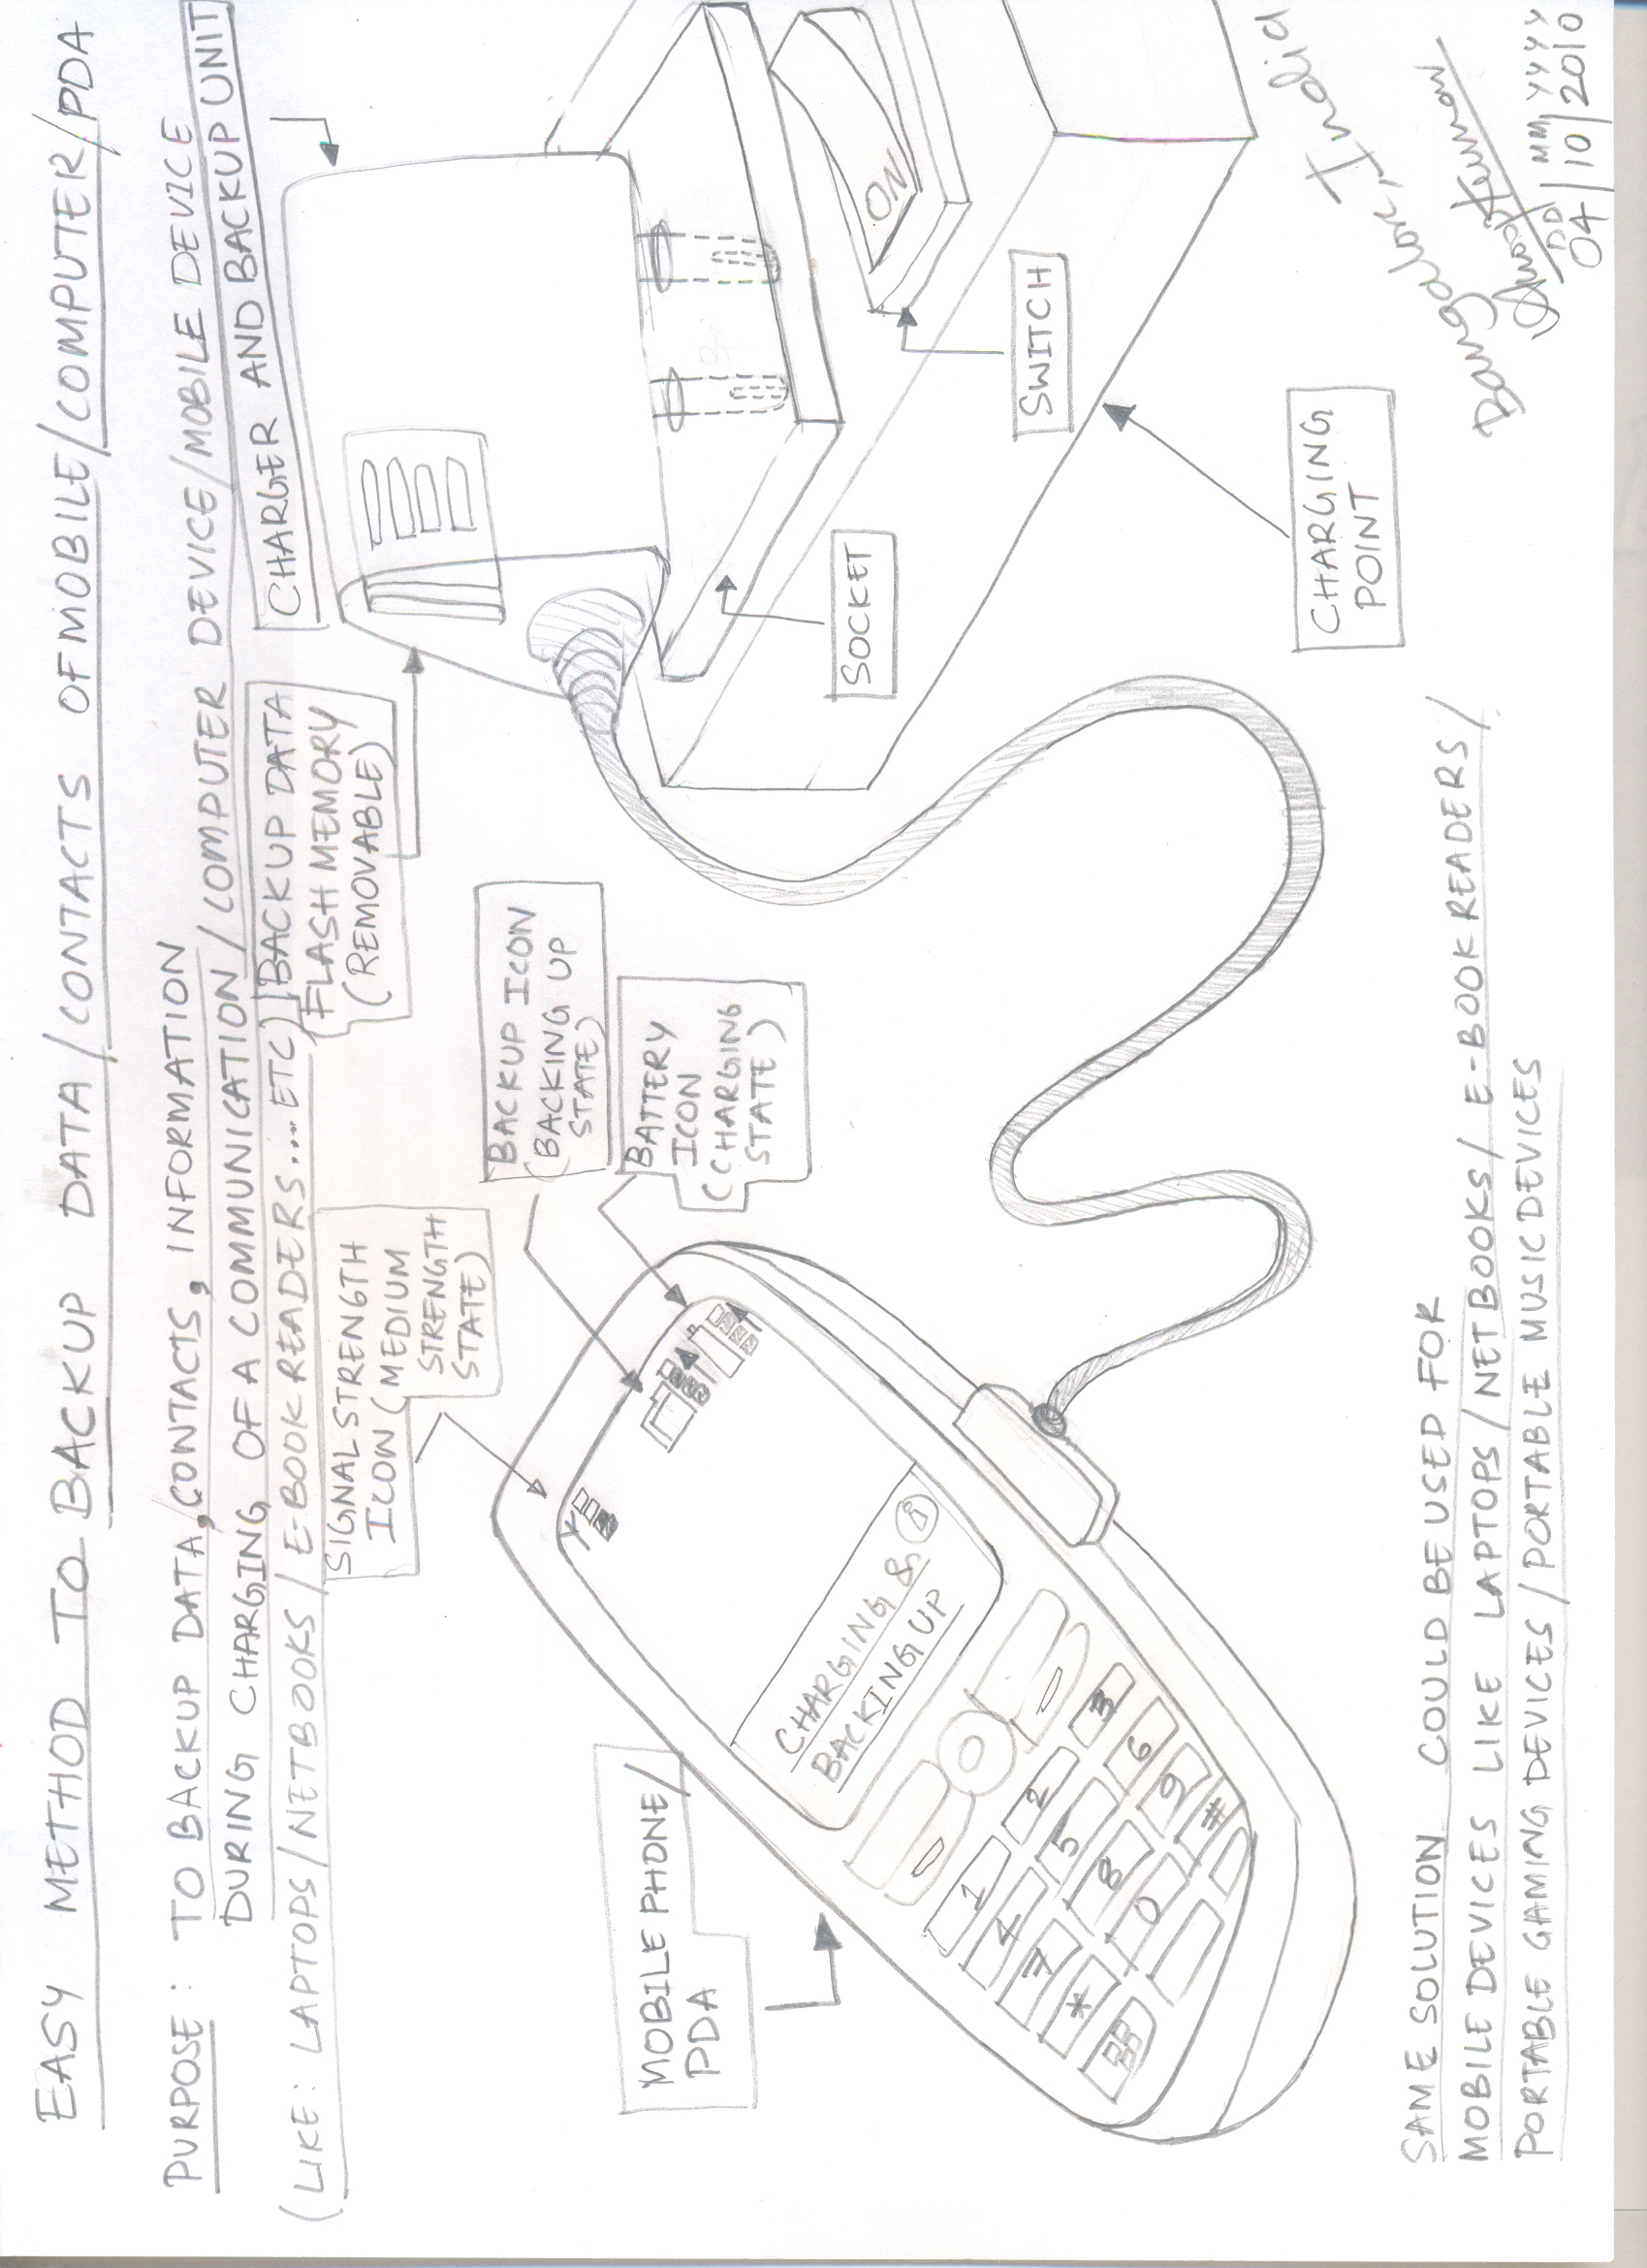 EASY METHOD TO BACKUP DATA/CONTACTS OF MOBILE/COMPUTER/PDA
PURPOSE: TO BACKUP DATA, CONTACTS, INFORMATION
DURING CHARGING OF A COMMUNICATION/COMPUTER DEVICE/MOBILE DEVICE
(LIKE: LAPTOPS/NETBOOKS/E-BOOK READERS...ETC)
CHARGER AND BACKUP UNIT
BACKUP DATA
FLASH MEMORY
(REMOVABLE)
SIGNAL STRENGTH
ICON (MEDIUM
STRENGTH
STATE)
BACKUP ICON
(BACKING UP
STATE)
BATTERY
ICON
(CHARGING
STATE)
MOBILE PHONE/
PDA
CHARGING &
BACKING UP
i
1 2 3
4 5 6
7 8 9
* 0 #
SOCKET
SWITCH
ON
CHARGING
POINT
SAME SOLUTION COULD BE USED FOR
MOBILE DEVICES LIKE LAPTOPS/NETBOOKS/E-BOOK READERS/
PORTABLE GAMING DEVICES/PORTABLE MUSIC DEVICES
Bangalore, India
DD MM YYYY
04/10/2010